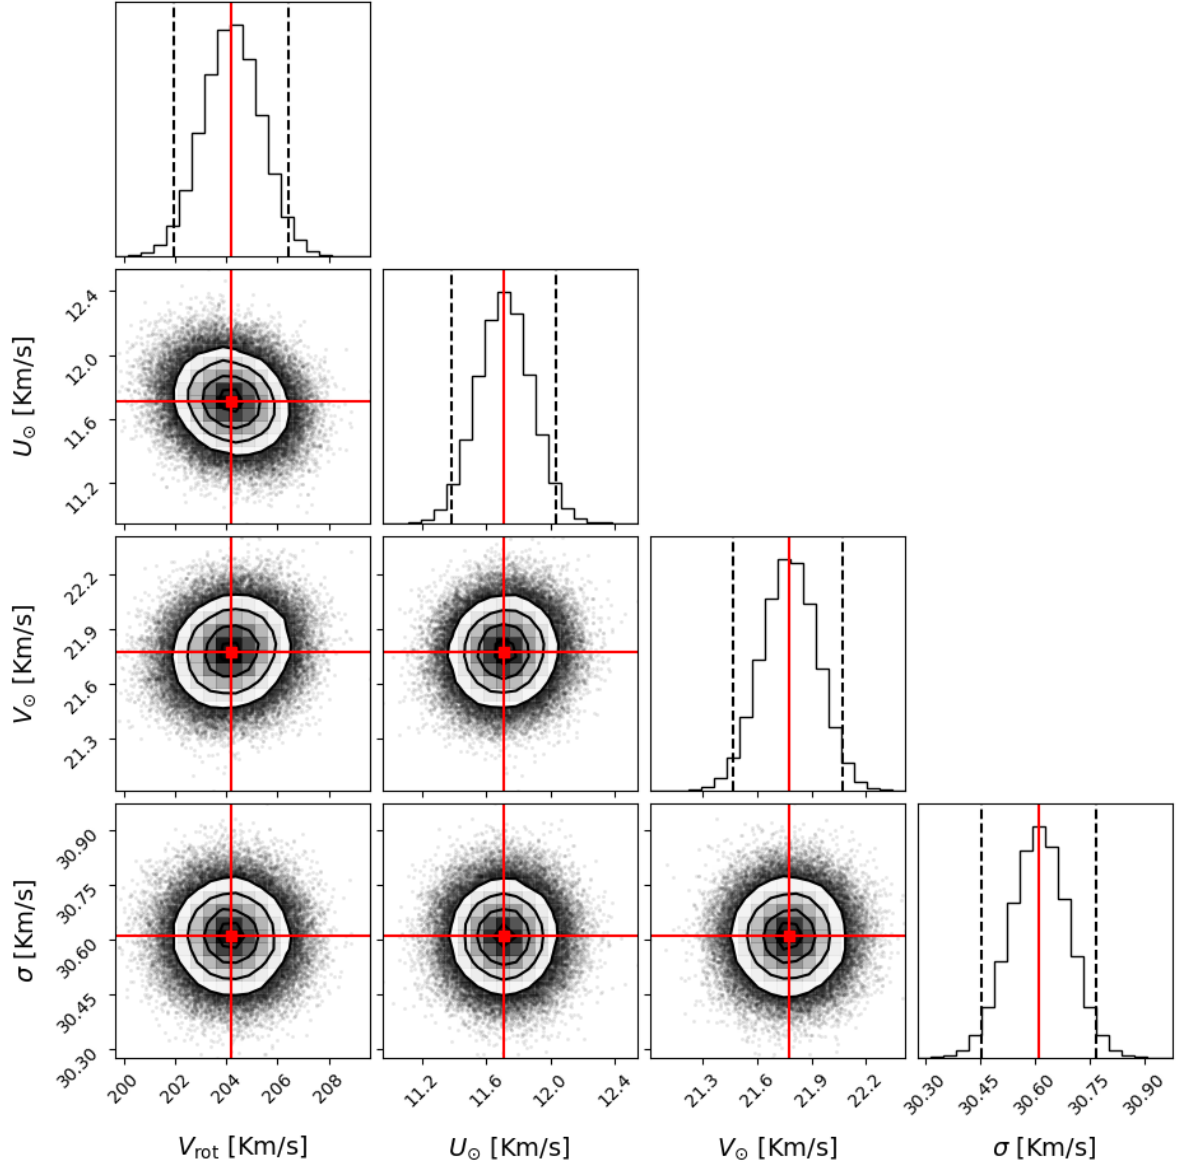 12.4
12.0
11.6
11.2
U⊙ [Km/s]
22.2
21.9
21.6
21.3
V⊙ [Km/s]
30.90
30.75
30.60
30.45
30.30
σ [Km/s]
200 202 204 206 208
11.2 11.6 12.0 12.4
21.3 21.6 21.9 22.2
30.30 30.45 30.60 30.75 30.90
Vrot [Km/s] U⊙ [Km/s] V⊙ [Km/s] σ [Km/s]